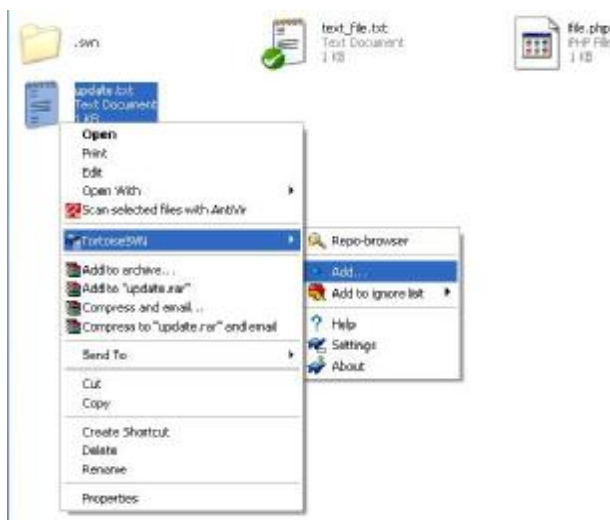 .svn
text_file.txt
Text Document
1 KB
file.php
PHP File
1 KB
update.txt
Text Document
1 KB
Open
Print
Edit
Open With
Scan selected files with AntiVir
TortoiseSVN
Add to archive...
Add to "update.rar"
Compress and email...
Compress to "update.rar" and email
Send To
Cut
Copy
Create Shortcut
Delete
Rename
Properties
Repo-browser
Add...
Add to ignore list
Help
Settings
About